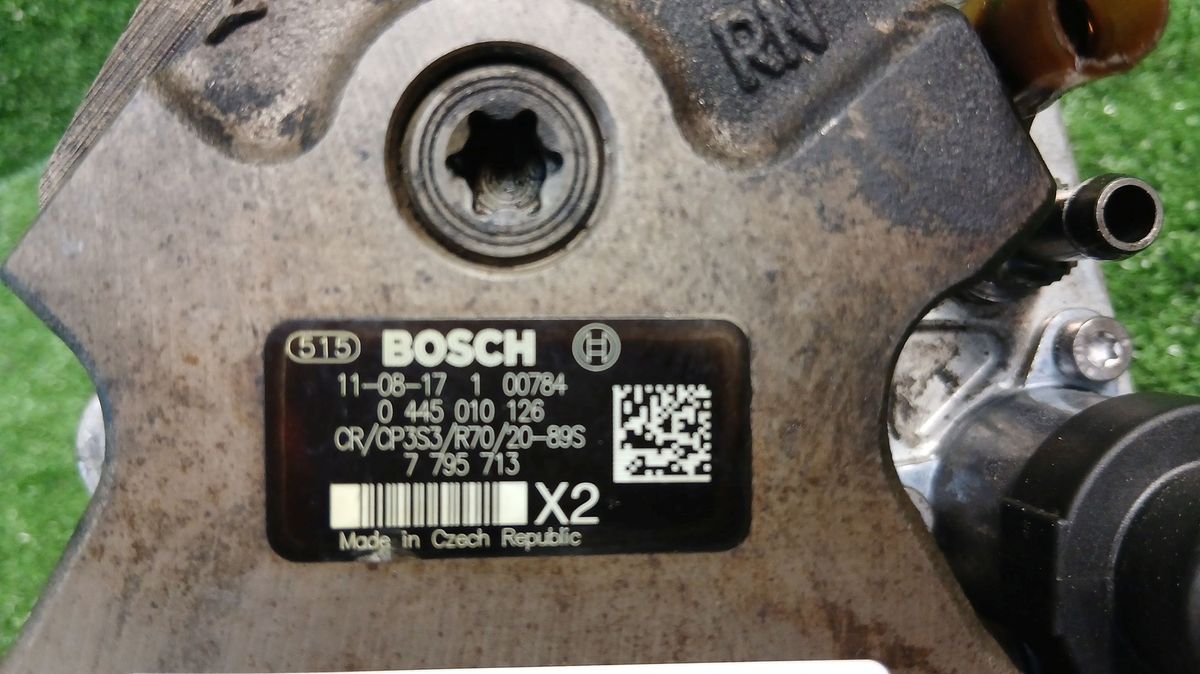 RN
515 BOSCH
11-08-17 1 00784
0 445 010 126
CR/CP3S3/R70/20-89S
7 795 713
X2
Made in Czech Republic